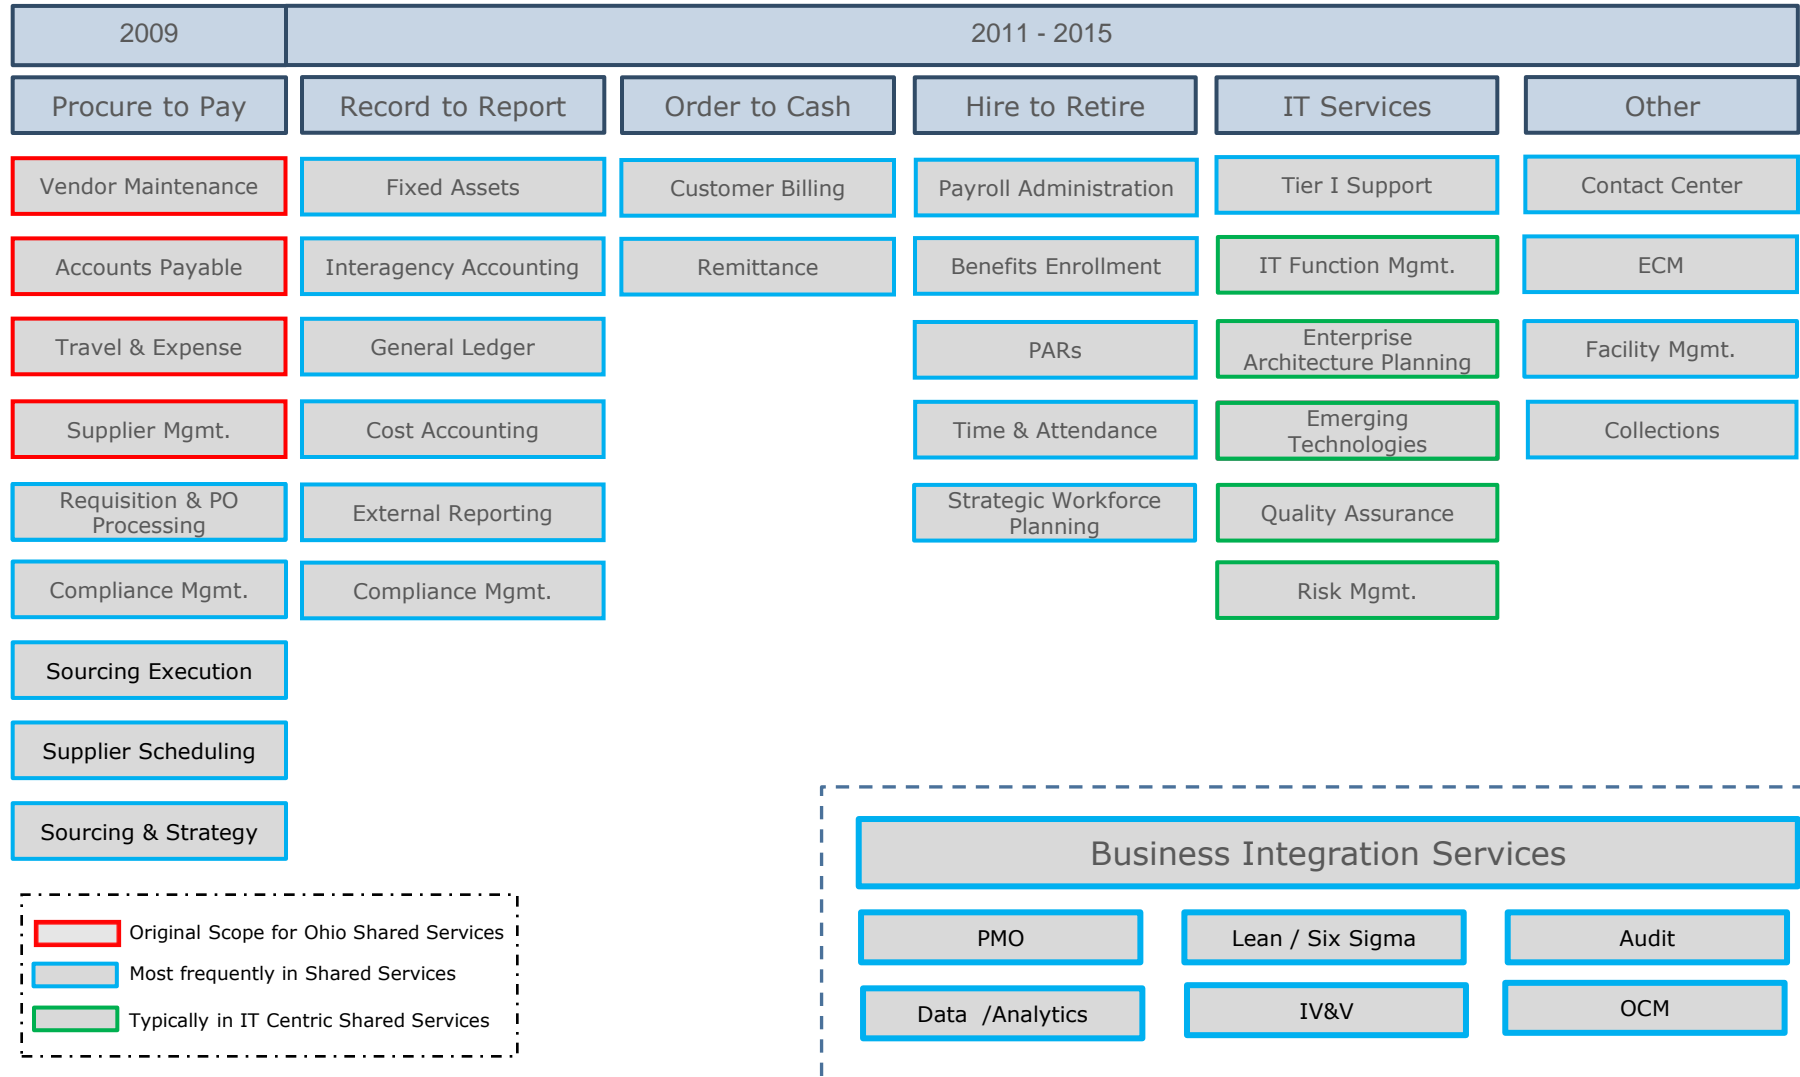 2009
2011 - 2015
Procure to Pay
Record to Report
Order to Cash
Hire to Retire
IT Services
Other
Vendor Maintenance
Fixed Assets
Customer Billing
Payroll Administration
Tier I Support
Contact Center
Accounts Payable
Interagency Accounting
Remittance
Benefits Enrollment
IT Function Mgmt.
ECM
Travel & Expense
General Ledger
PARs
Enterprise
Architecture Planning
Facility Mgmt.
Supplier Mgmt.
Cost Accounting
Time & Attendance
Emerging
Technologies
Collections
Requisition & PO
Processing
External Reporting
Strategic Workforce
Planning
Quality Assurance
Compliance Mgmt.
Compliance Mgmt.
Risk Mgmt.
Sourcing Execution
Supplier Scheduling
Sourcing & Strategy
Original Scope for Ohio Shared Services
Most frequently in Shared Services
Typically in IT Centric Shared Services
Business Integration Services
PMO
Lean / Six Sigma
Audit
Data  /Analytics
IV&V
OCM